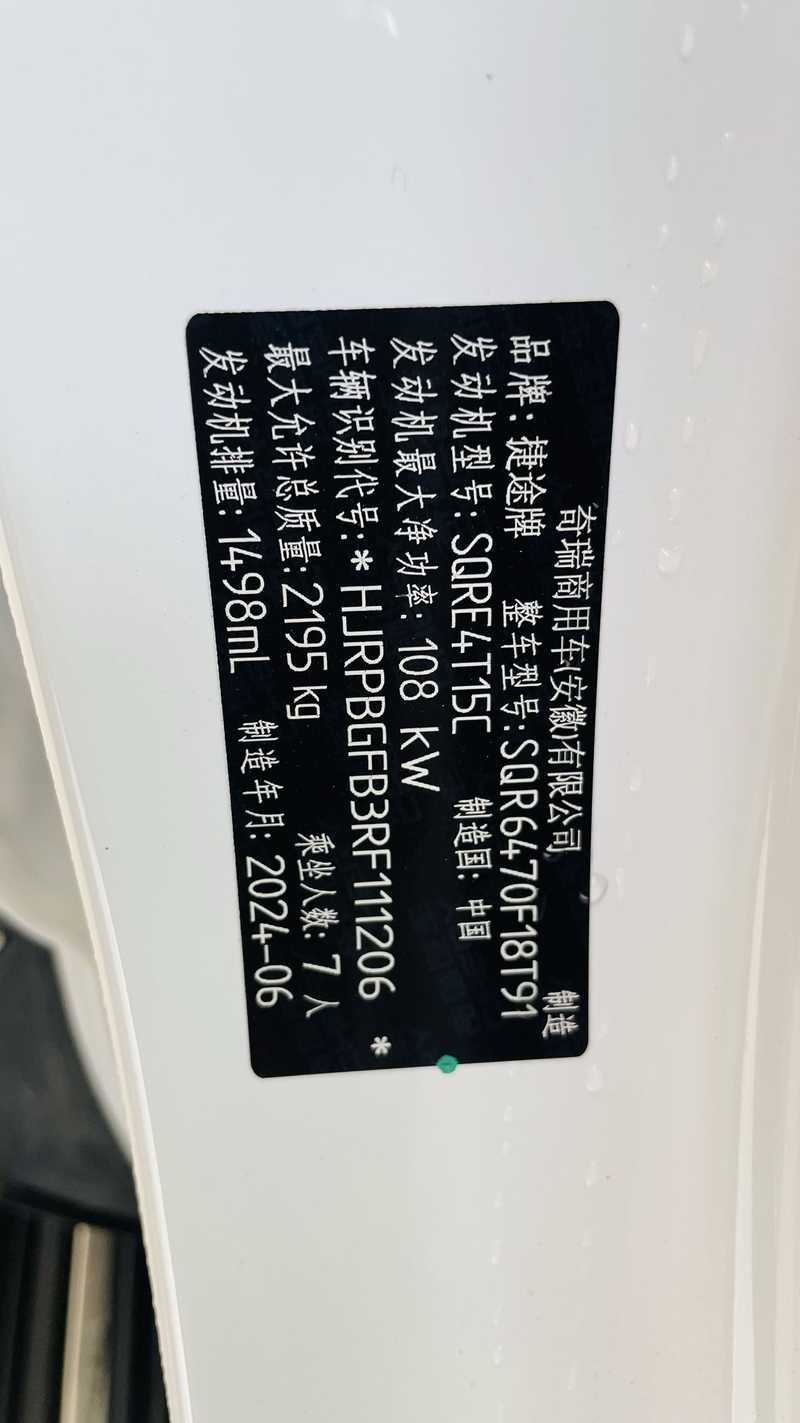 奇瑞商用车(安徽)有限公司 制造
品牌: 捷途牌 整车型号: SQR6470F18T91
发动机型号: SQRE4T15C 制造国: 中国
发动机最大净功率: 108 kW
车辆识别代号: * HJRPBGFB3RF111206 *
最大允许总质量: 2195 kg 乘坐人数: 7 人
发动机排量: 1498mL 制造年月: 2024-06